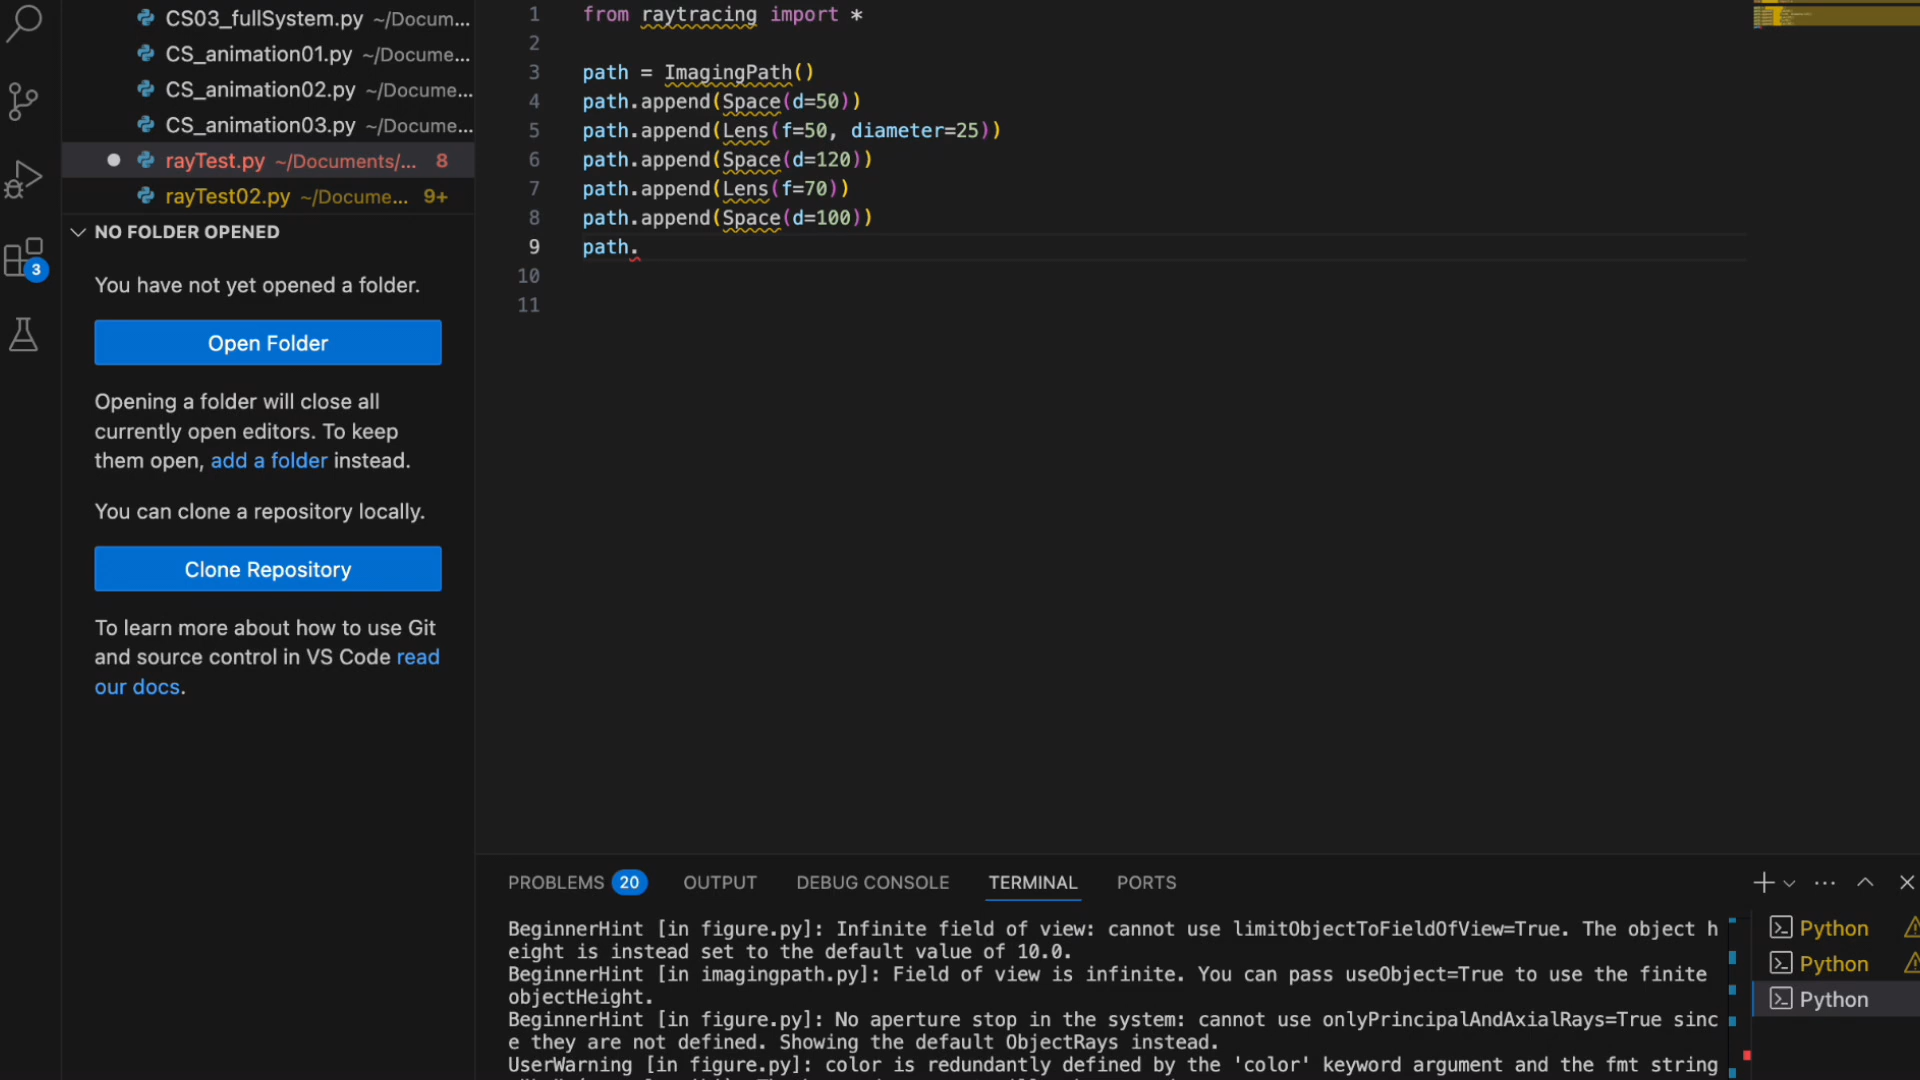 CS03_fullSystem.py ~/Docum...
CS_animation01.py ~/Docume...
CS_animation02.py ~/Docume...
CS_animation03.py ~/Docume...
rayTest.py ~/Documents/... 8
rayTest02.py ~/Docume... 9+
NO FOLDER OPENED
You have not yet opened a folder.
Open Folder
Opening a folder will close all
currently open editors. To keep
them open, add a folder instead.
You can clone a repository locally.
Clone Repository
To learn more about how to use Git
and source control in VS Code read
our docs.
3
1 from raytracing import *
2
3 path = ImagingPath()
4 path.append(Space(d=50))
5 path.append(Lens(f=50, diameter=25))
6 path.append(Space(d=120))
7 path.append(Lens(f=70))
8 path.append(Space(d=100))
9 path.
10
11
PROBLEMS 20 OUTPUT DEBUG CONSOLE TERMINAL PORTS
BeginnerHint [in figure.py]: Infinite field of view: cannot use limitObjectToFieldOfView=True. The object h
eight is instead set to the default value of 10.0.
BeginnerHint [in imagingpath.py]: Field of view is infinite. You can pass useObject=True to use the finite
objectHeight.
BeginnerHint [in figure.py]: No aperture stop in the system: cannot use onlyPrincipalAndAxialRays=True sinc
e they are not defined. Showing the default ObjectRays instead.
UserWarning [in figure.py]: color is redundantly defined by the 'color' keyword argument and the fmt string
Python
Python
Python